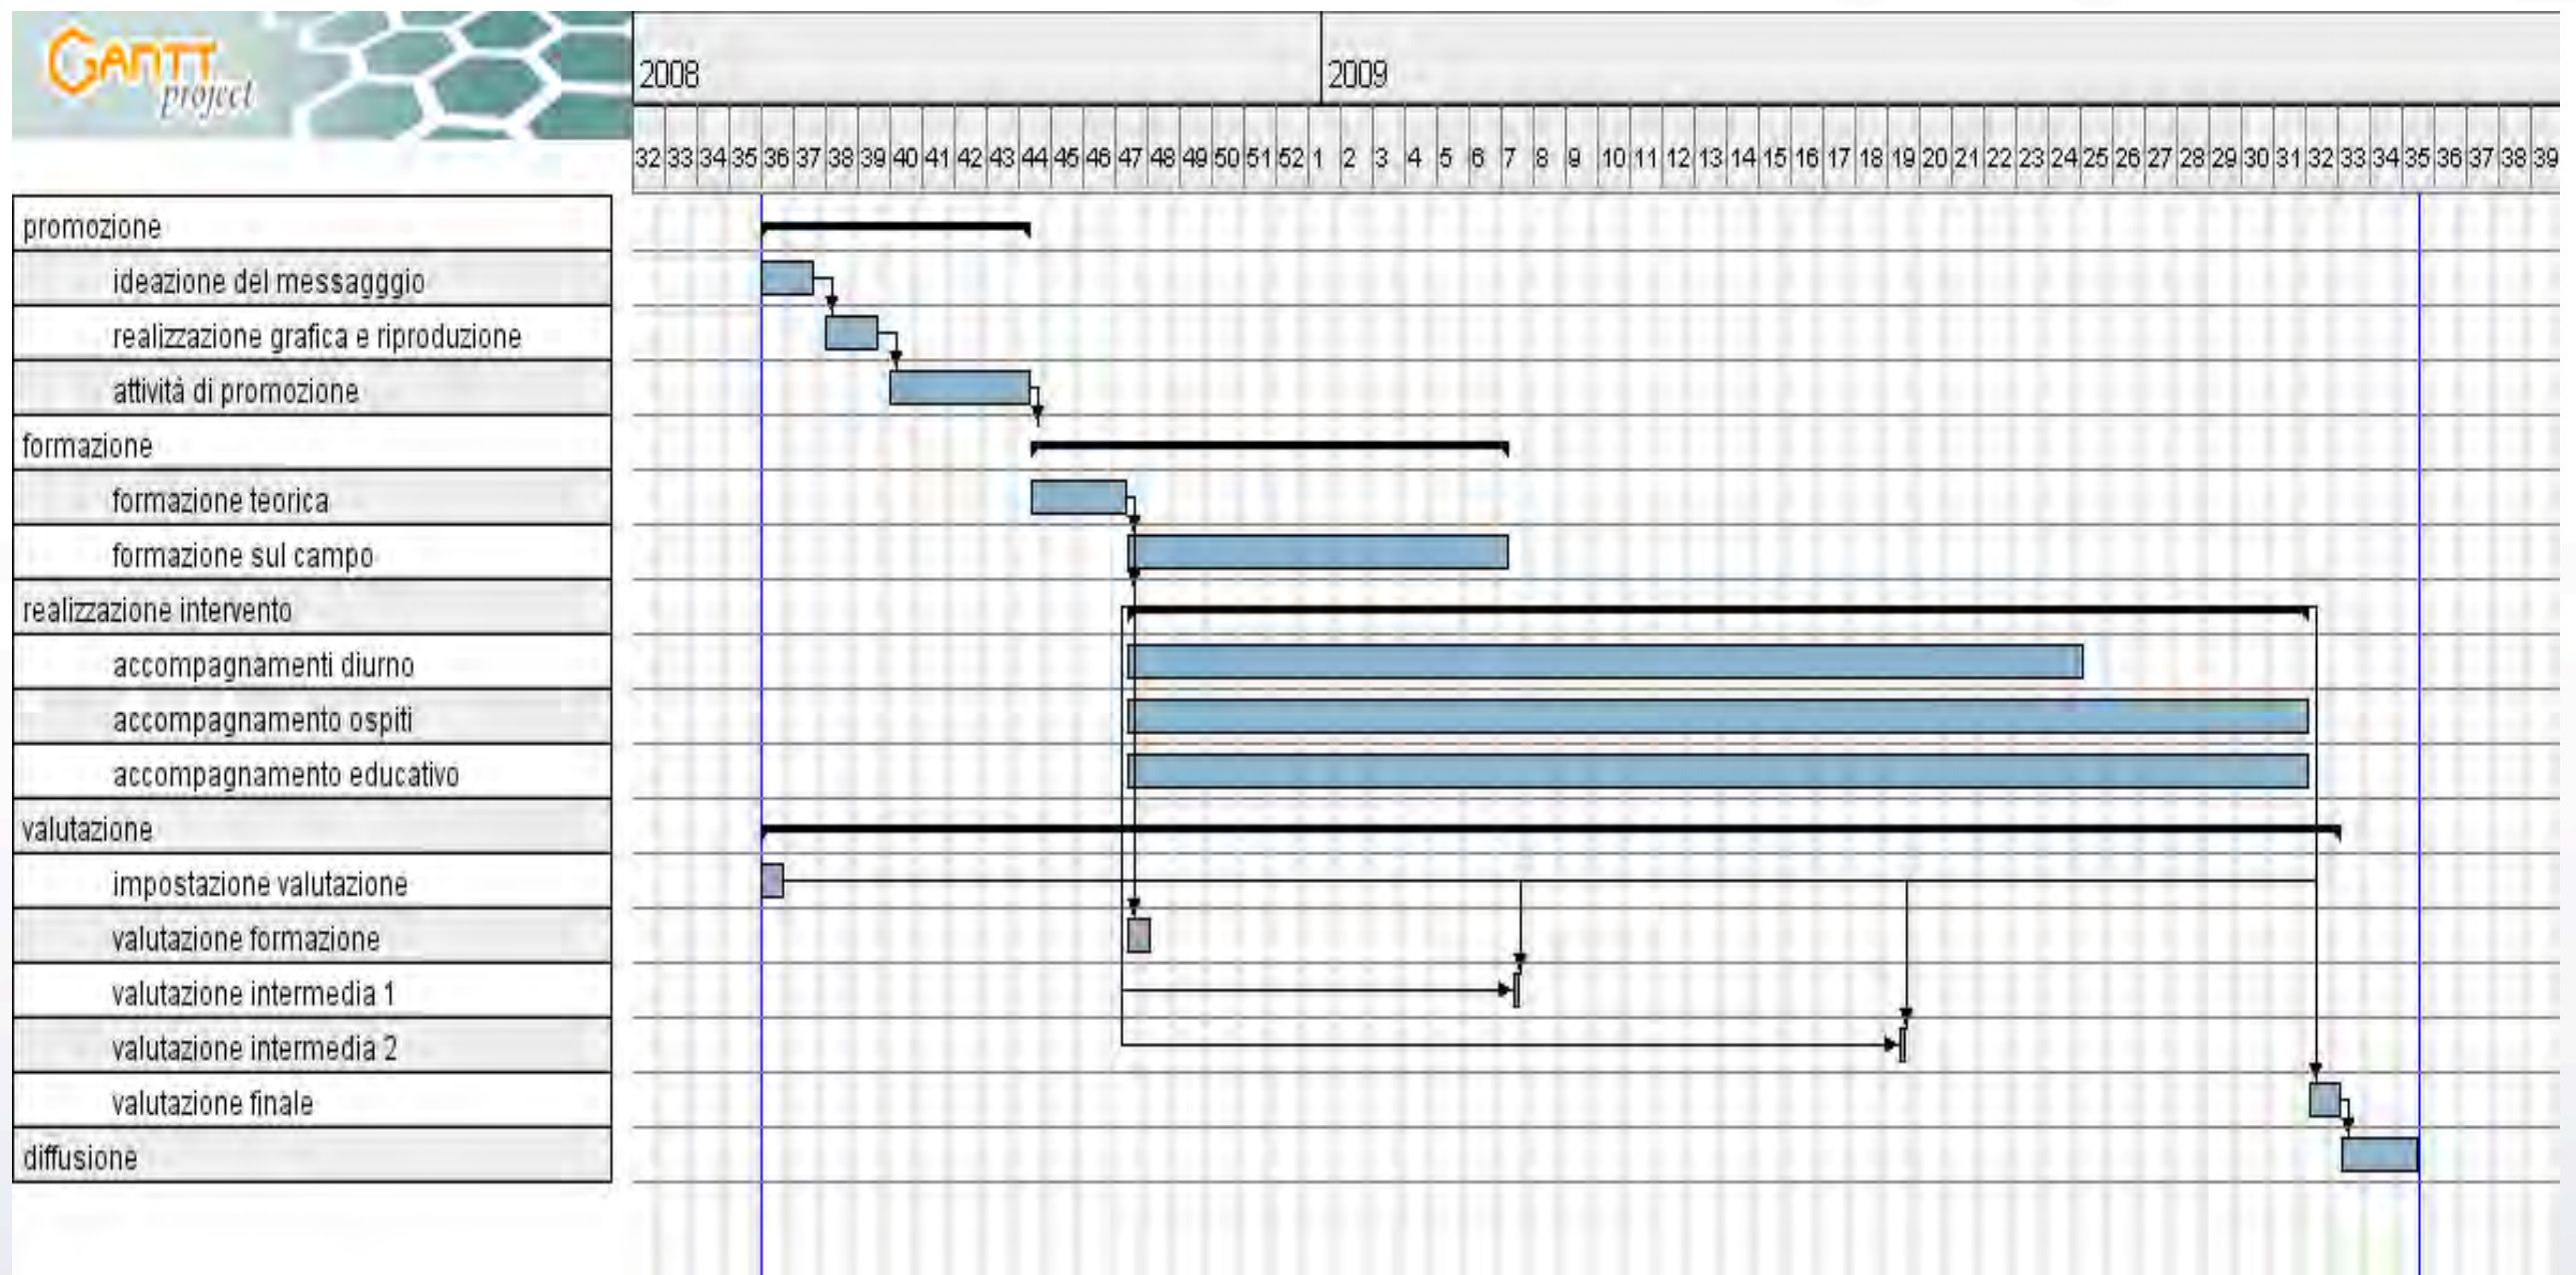 GANTT
project
2008 2009
32 33 34 35 36 37 38 39 40 41 42 43 44 45 46 47 48 49 50 51 52 1 2 3 4 5 6 7 8 9 10 11 12 13 14 15 16 17 18 19 20 21 22 23 24 25 26 27 28 29 30 31 32 33 34 35 36 37 38 39
promozione
ideazione del messagggio
realizzazione grafica e riproduzione
attività di promozione
formazione
formazione teorica
formazione sul campo
realizzazione intervento
accompagnamenti diurno
accompagnamento ospiti
accompagnamento educativo
valutazione
impostazione valutazione
valutazione formazione
valutazione intermedia 1
valutazione intermedia 2
valutazione finale
diffusione